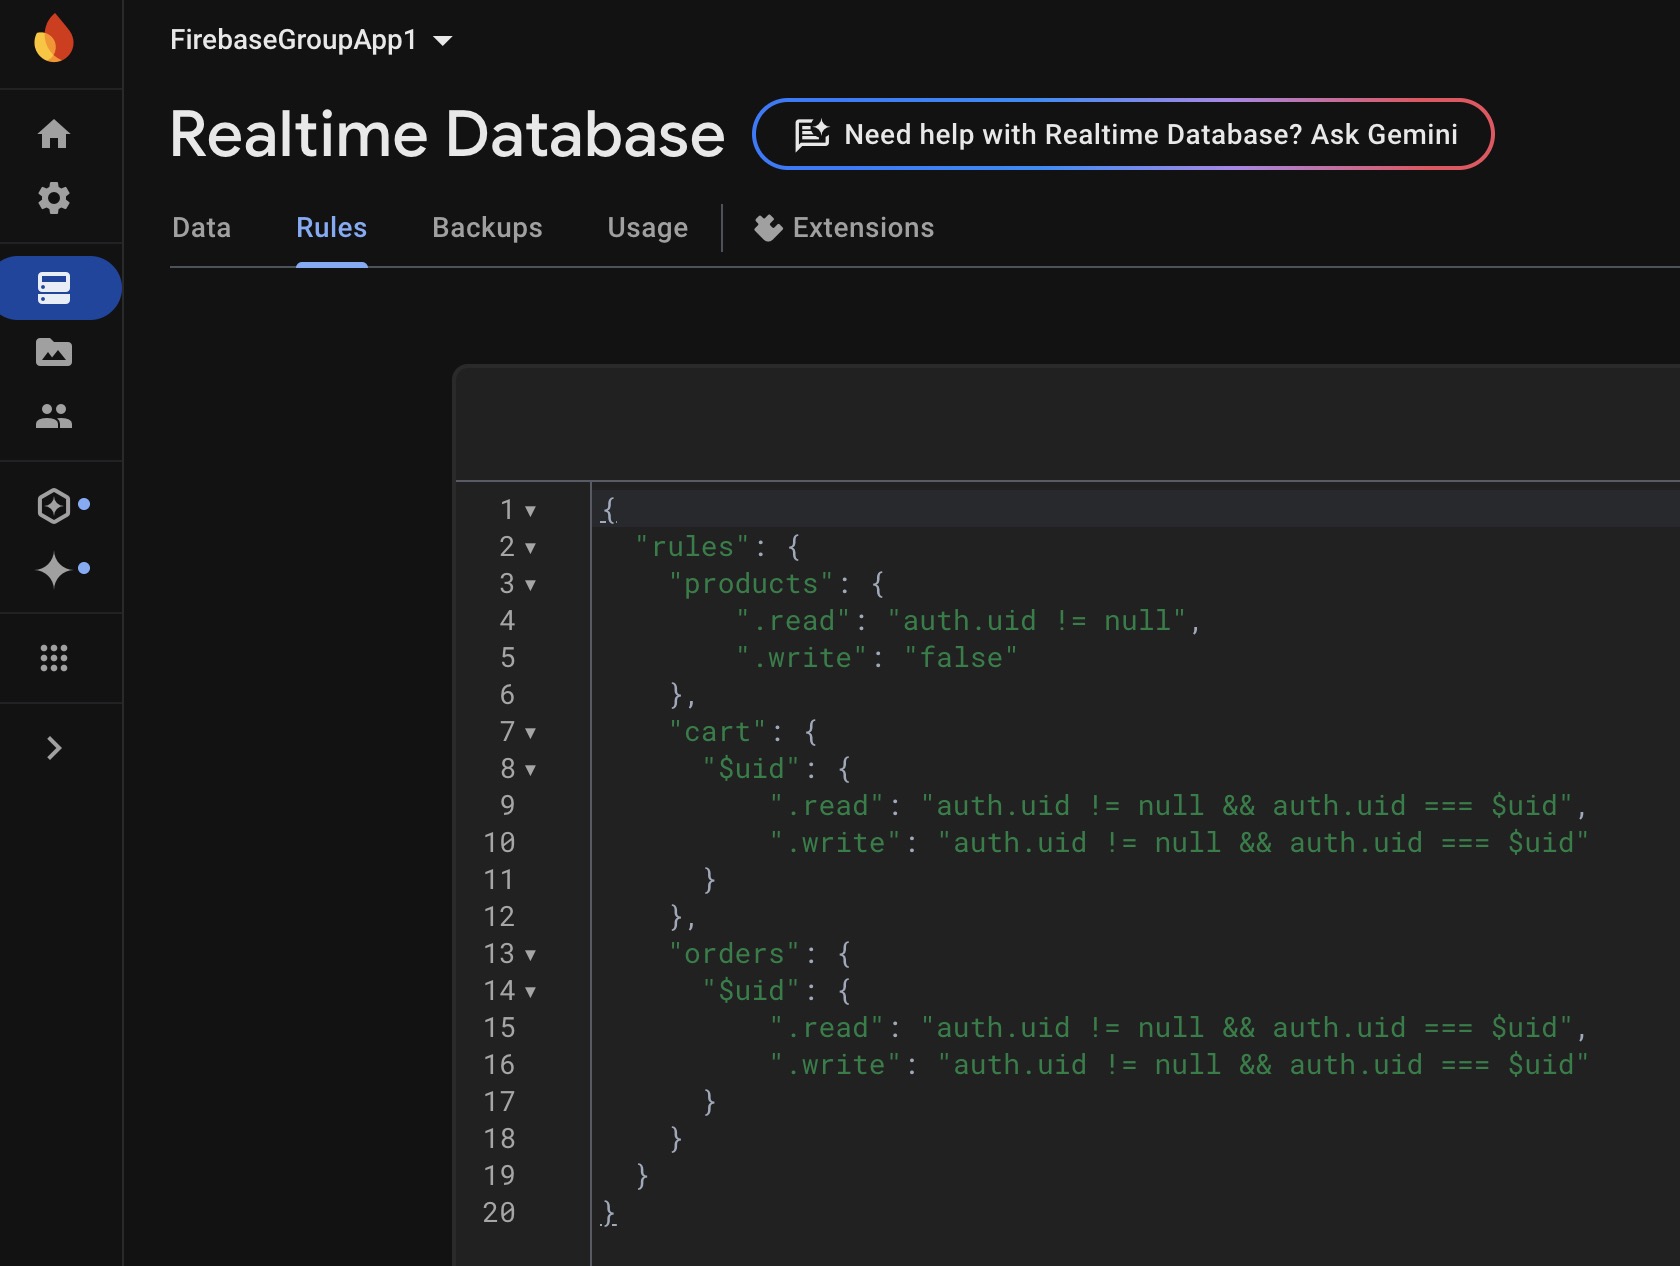 FirebaseGroupApp1
Realtime Database
Need help with Realtime Database? Ask Gemini
Data Rules Backups Usage Extensions
1 {
2 "rules": {
3 "products": {
4 ".read": "auth.uid != null",
5 ".write": "false"
6 },
7 "cart": {
8 "$uid": {
9 ".read": "auth.uid != null && auth.uid === $uid",
10 ".write": "auth.uid != null && auth.uid === $uid"
11 }
12 },
13 "orders": {
14 "$uid": {
15 ".read": "auth.uid != null && auth.uid === $uid",
16 ".write": "auth.uid != null && auth.uid === $uid"
17 }
18 }
19 }
20 }